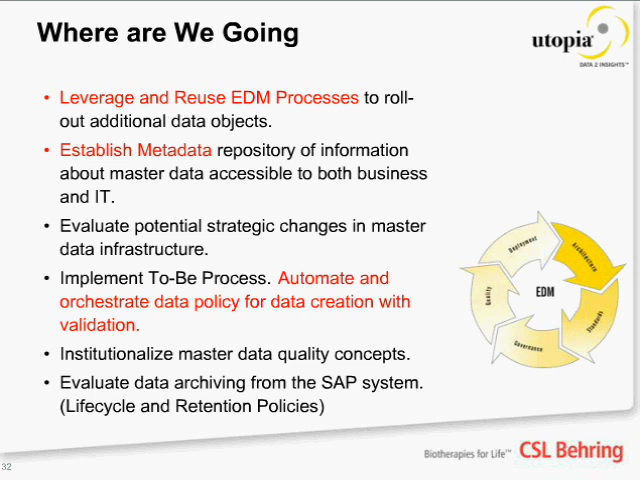 Where are We Going
utopia
DATA 2 INSIGHTS™
• Leverage and Reuse EDM Processes to roll-
out additional data objects.
• Establish Metadata repository of information
about master data accessible to both business
and IT.
• Evaluate potential strategic changes in master
data infrastructure.
• Implement To-Be Process. Automate and
orchestrate data policy for data creation with
validation.
• Institutionalize master data quality concepts.
• Evaluate data archiving from the SAP system.
(Lifecycle and Retention Policies)
Deployment
Architecture
Quality
EDM
Standards
Governance
Biotherapies for Life™ CSL Behring
32